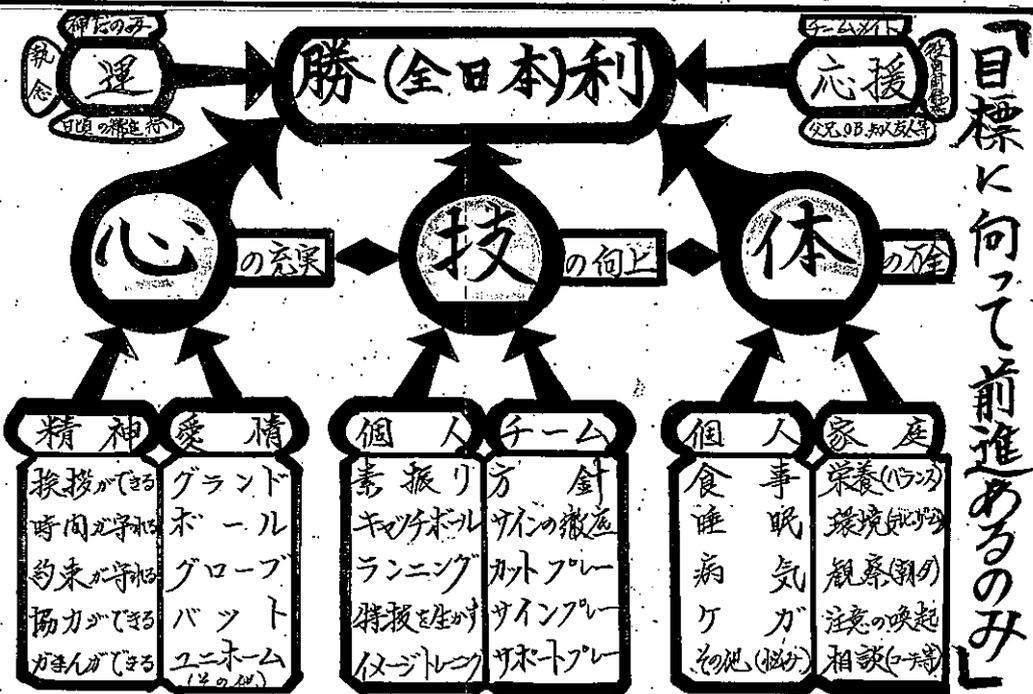 「目標に向って前進あるのみ」
勝(全日本)利
神だのみ
執念
運
チームメイト
応援
父兄、OB、知人友人等
心の充実
技の向上
体の万全
精神
挨拶ができる
時間が守れる
約束が守れる
協力ができる
がまんができる
愛情
グランド
ボール
グローブ
バット
ユニホーム
(その他)
個人
素振り
キャッチボール
ランニング
特技を生かす
イメージトレーニング
チーム
方針
サインの徹底
カットプレー
サインプレー
サポートプレー
個人
食事
睡眠
病気
ケガ
その他(悩み)
家庭
栄養(バランス)
環境
観察(朝夕)
注意の喚起
相談(コーチ等)